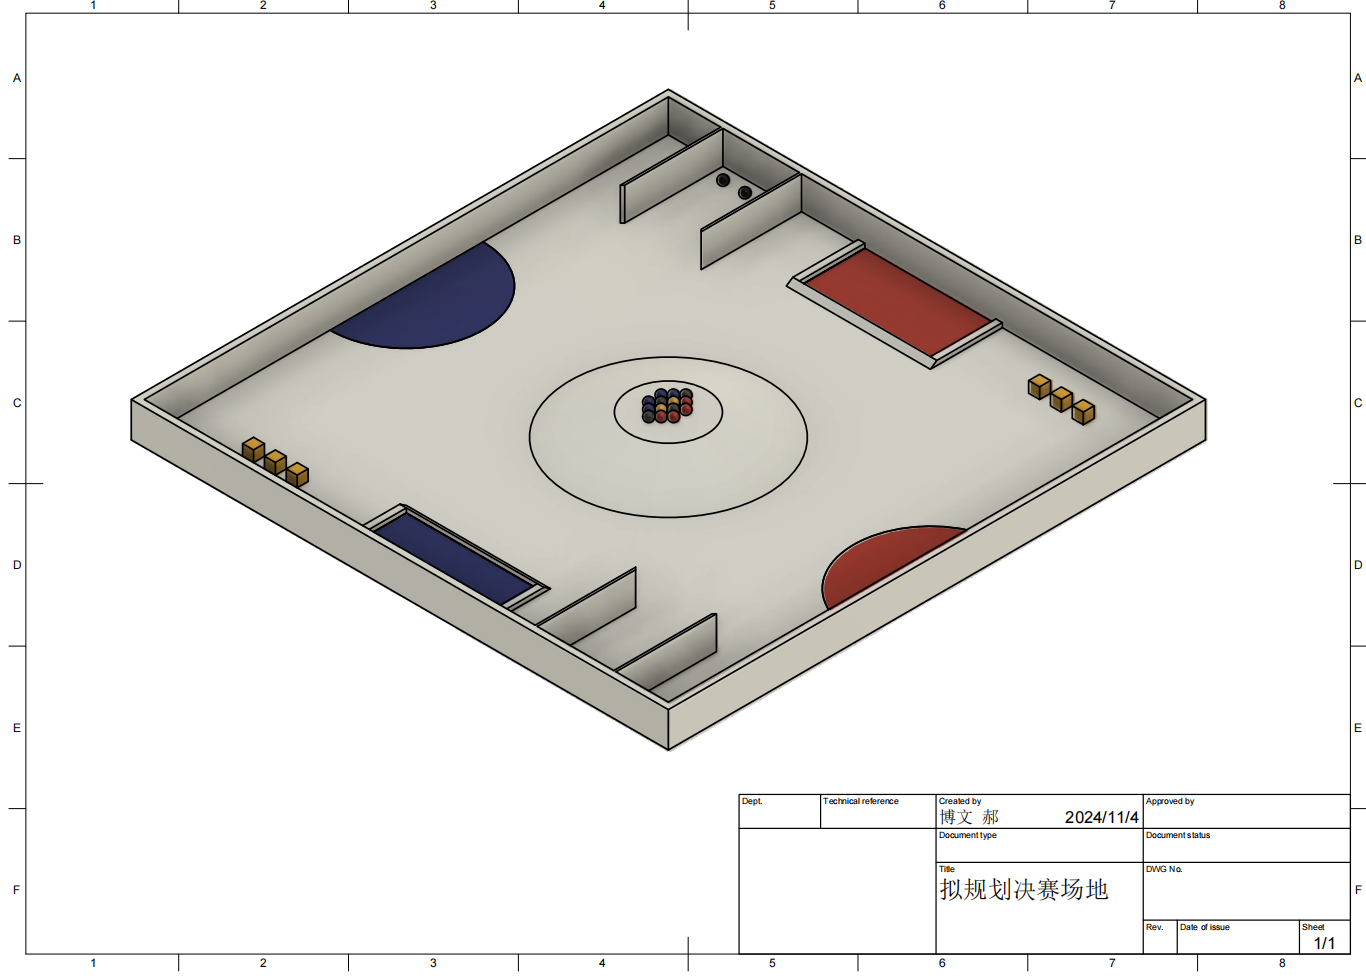 1 2 3 4 5 6 7 8
A A
B B
C C
D D
E E
F F
Dept. Technical reference Created by Approved by
博文 郝 2024/11/4
Document type Document status
Title DWG No.
拟规划决赛场地
Rev. Date of issue Sheet
1/1
1 2 3 4 5 6 7 8